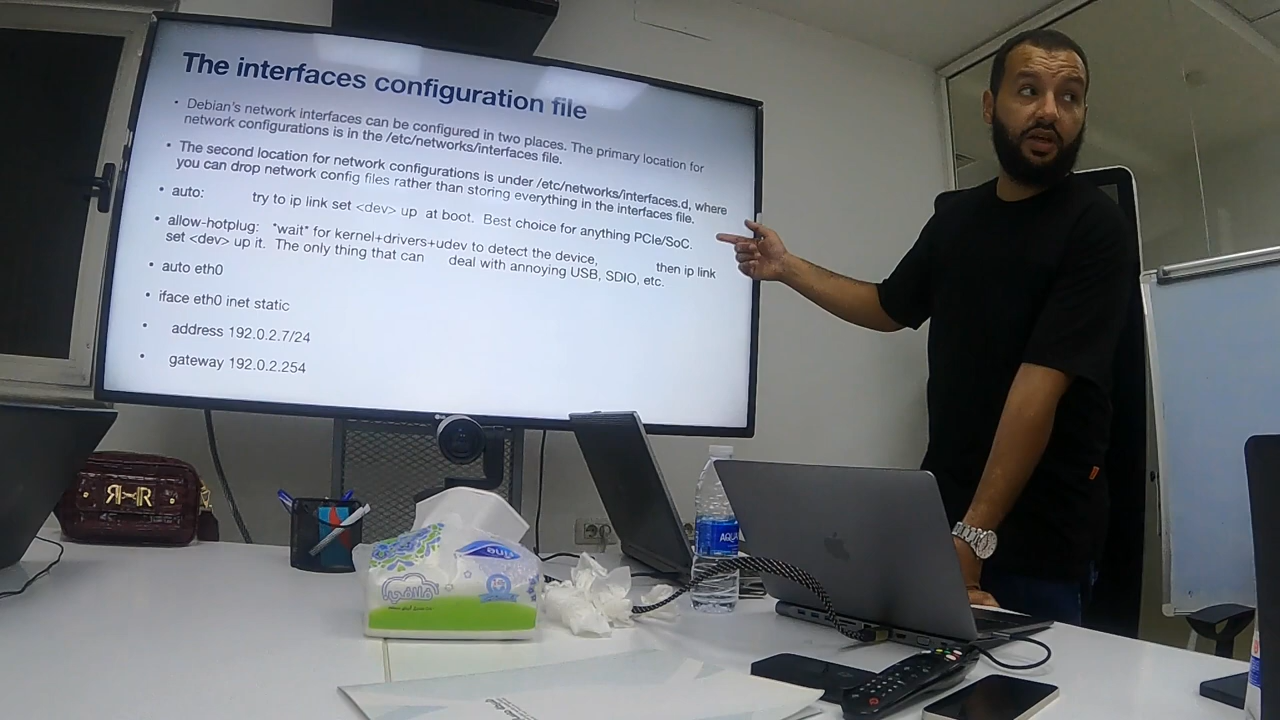 The interfaces configuration file
• Debian's network interfaces can be configured in two places. The primary location for
network configurations is in the /etc/networks/interfaces file.
• The second location for network configurations is under /etc/networks/interfaces.d, where
you can drop network config files rather than storing everything in the interfaces file.
• auto: try to ip link set <dev> up at boot. Best choice for anything PCIe/SoC.
• allow-hotplug: "wait" for kernel+drivers+udev to detect the device, then ip link
set <dev> up it. The only thing that can deal with annoying USB, SDIO, etc.
• auto eth0
• iface eth0 inet static
• address 192.0.2.7/24
• gateway 192.0.2.254
fine